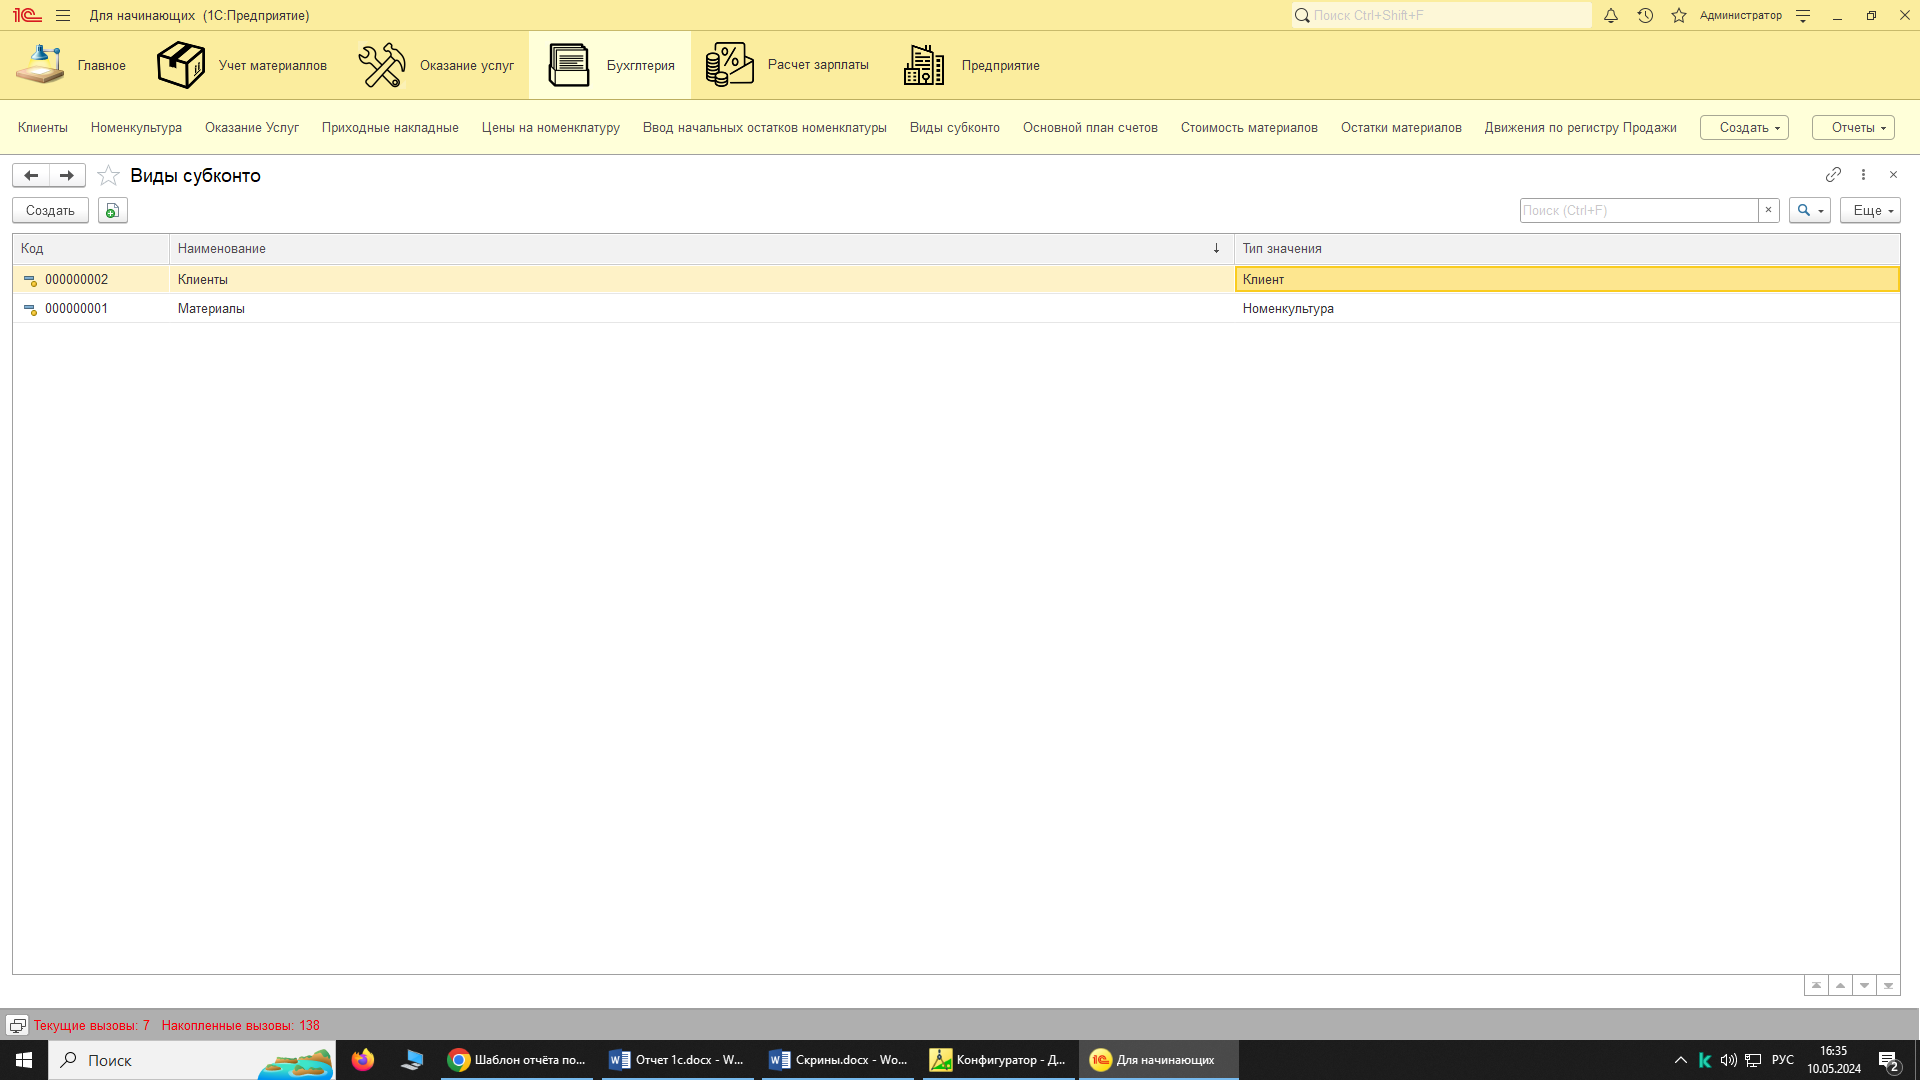 1С Для начинающих (1С:Предприятие) Поиск Ctrl+Shift+F Администратор
Главное Учет материаллов Оказание услуг Бухглтерия Расчет зарплаты Предприятие
Клиенты Номенкультура Оказание Услуг Приходные накладные Цены на номенклатуру Ввод начальных остатков номенклатуры Виды субконто Основной план счетов Стоимость материалов Остатки материалов Движения по регистру Продажи Создать Отчеты
Виды субконто
Создать Поиск (Ctrl+F) × Еще
Код Наименование ↓ Тип значения
000000002 Клиенты Клиент
000000001 Материалы Номенкультура
Текущие вызовы: 7 Накопленные вызовы: 138
Поиск Шаблон отчёта по... Отчет 1с.docx - W... Скрины.docx - Wo... Конфигуратор - Д... Для начинающих РУС 16:35
10.05.2024 2